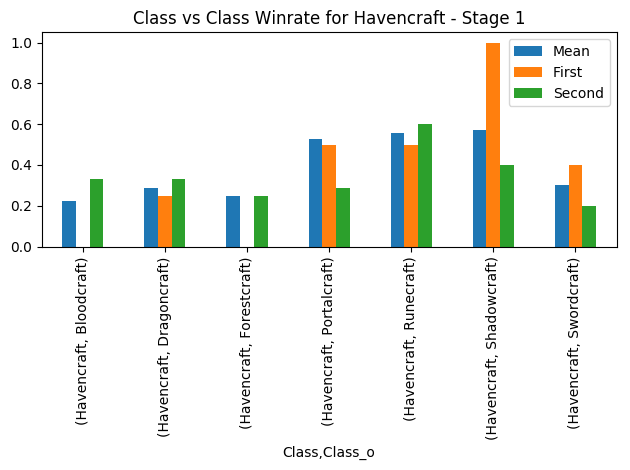 Class vs Class Winrate for Havencraft - Stage 1
Mean
First
Second
1.0
0.8
0.6
0.4
0.2
0.0
(Havencraft, Bloodcraft)
(Havencraft, Dragoncraft)
(Havencraft, Forestcraft)
(Havencraft, Portalcraft)
(Havencraft, Runecraft)
(Havencraft, Shadowcraft)
(Havencraft, Swordcraft)
Class,Class_o